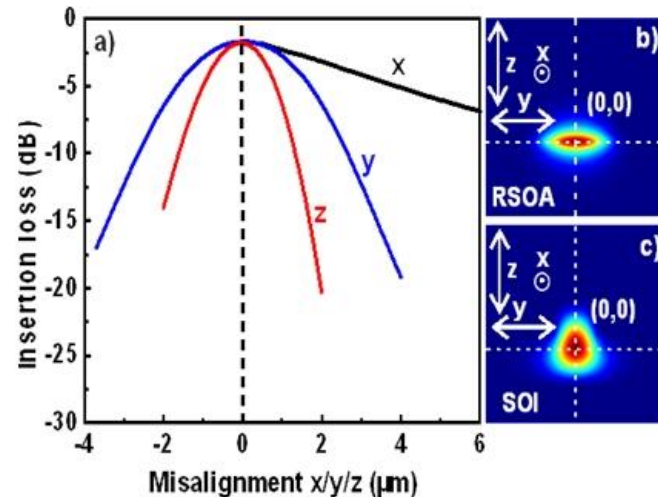 0
-5
-10
-15
-20
-25
-30
Insertion loss (dB)
a)
x
y
z
-4 -2 0 2 4 6
Misalignment x/y/z (µm)
b)
x
z
y
(0,0)
RSOA
c)
x
z
y
(0,0)
SOI